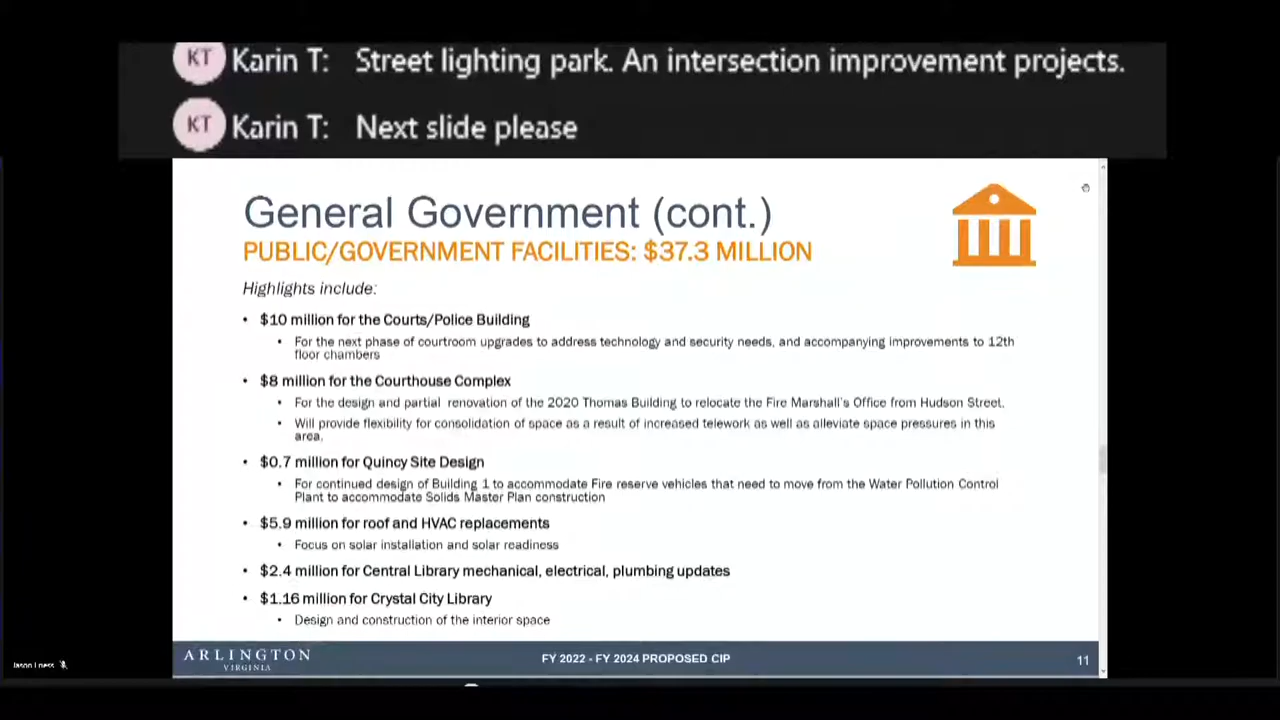 KT Karin T: Street lighting park. An intersection improvement projects.
KT Karin T: Next slide please
General Government (cont.)
PUBLIC/GOVERNMENT FACILITIES: $37.3 MILLION
Highlights include:
• $10 million for the Courts/Police Building
• For the next phase of courtroom upgrades to address technology and security needs, and accompanying improvements to 12th
floor chambers
• $8 million for the Courthouse Complex
• For the design and partial renovation of the 2020 Thomas Building to relocate the Fire Marshall's Office from Hudson Street.
• Will provide flexibility for consolidation of space as a result of increased telework as well as alleviate space pressures in this
area.
• $0.7 million for Quincy Site Design
• For continued design of Building 1 to accommodate Fire reserve vehicles that need to move from the Water Pollution Control
Plant to accommodate Solids Master Plan construction
• $5.9 million for roof and HVAC replacements
• Focus on solar installation and solar readiness
• $2.4 million for Central Library mechanical, electrical, plumbing updates
• $1.16 million for Crystal City Library
• Design and construction of the interior space
ARLINGTON
VIRGINIA
FY 2022 - FY 2024 PROPOSED CIP
11
Jason